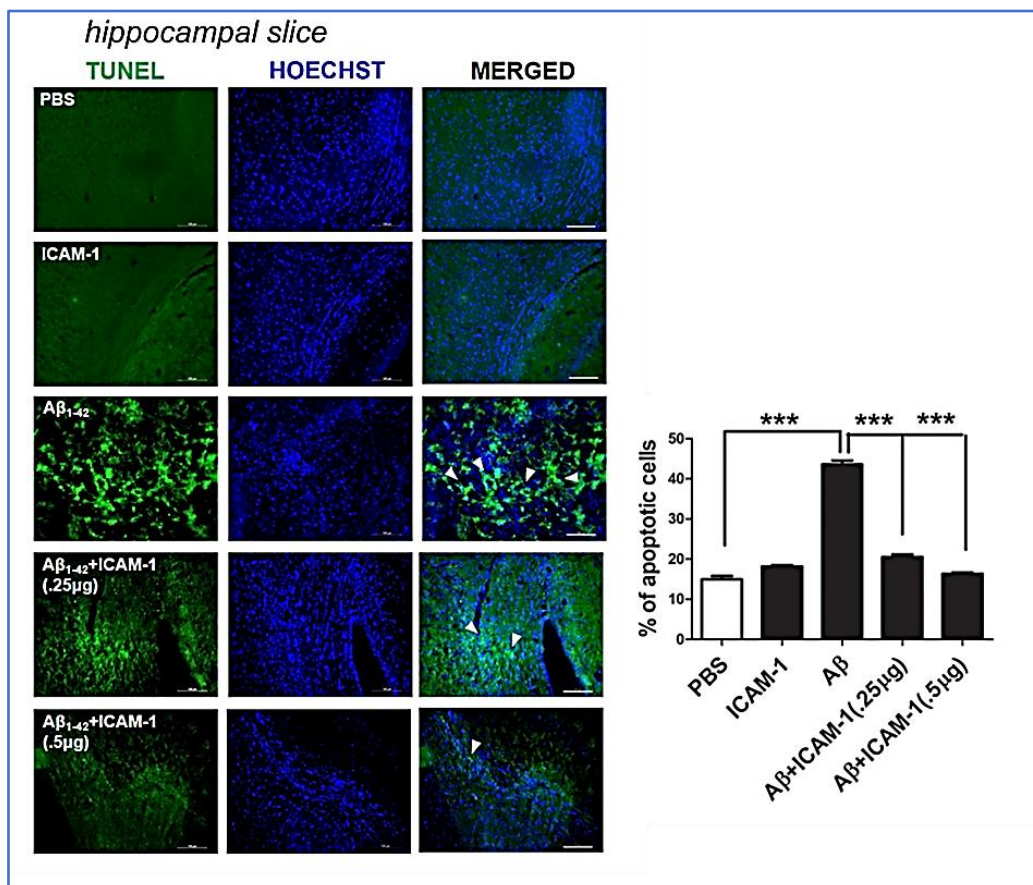 hippocampal slice
TUNEL HOECHST MERGED
PBS
ICAM-1
Aβ1-42
Aβ1-42+ICAM-1
(.25µg)
Aβ1-42+ICAM-1
(.5µg)
*** *** ***
% of apoptotic cells
50
40
30
20
10
0
PBS
ICAM-1
Aβ
Aβ+ICAM-1(.25µg)
Aβ+ICAM-1(.5µg)